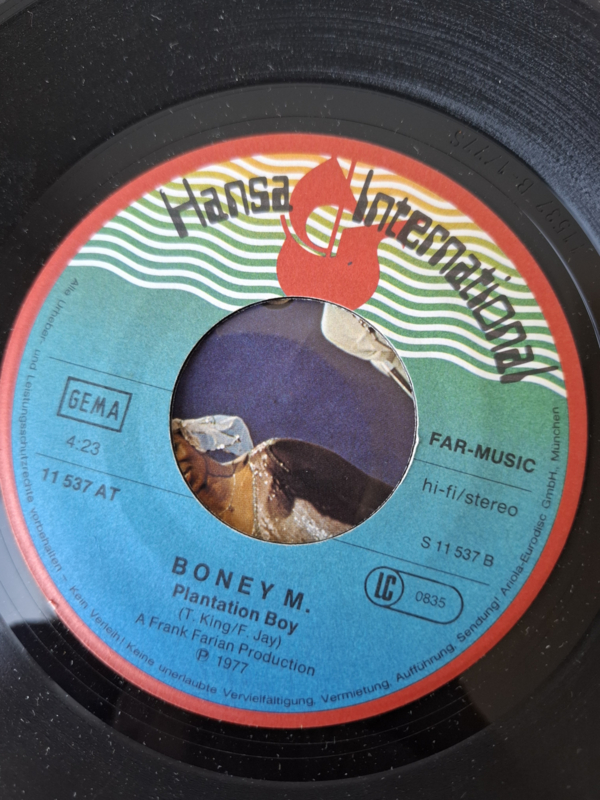 Hansa International
GEMA
4:23
11 537 AT
FAR-MUSIC
hi-fi/stereo
S 11 537 B
LC 0835
BONEY M.
Plantation Boy
(T. King/F. Jay)
A Frank Farian Production
Ⓟ 1977
Alle Urheber- und Leistungsschutzrechte vorbehalten – Kein Verleih! Keine unerlaubte Vervielfältigung, Vermietung, Aufführung, Sendung! Ariola-Eurodisc GmbH., München